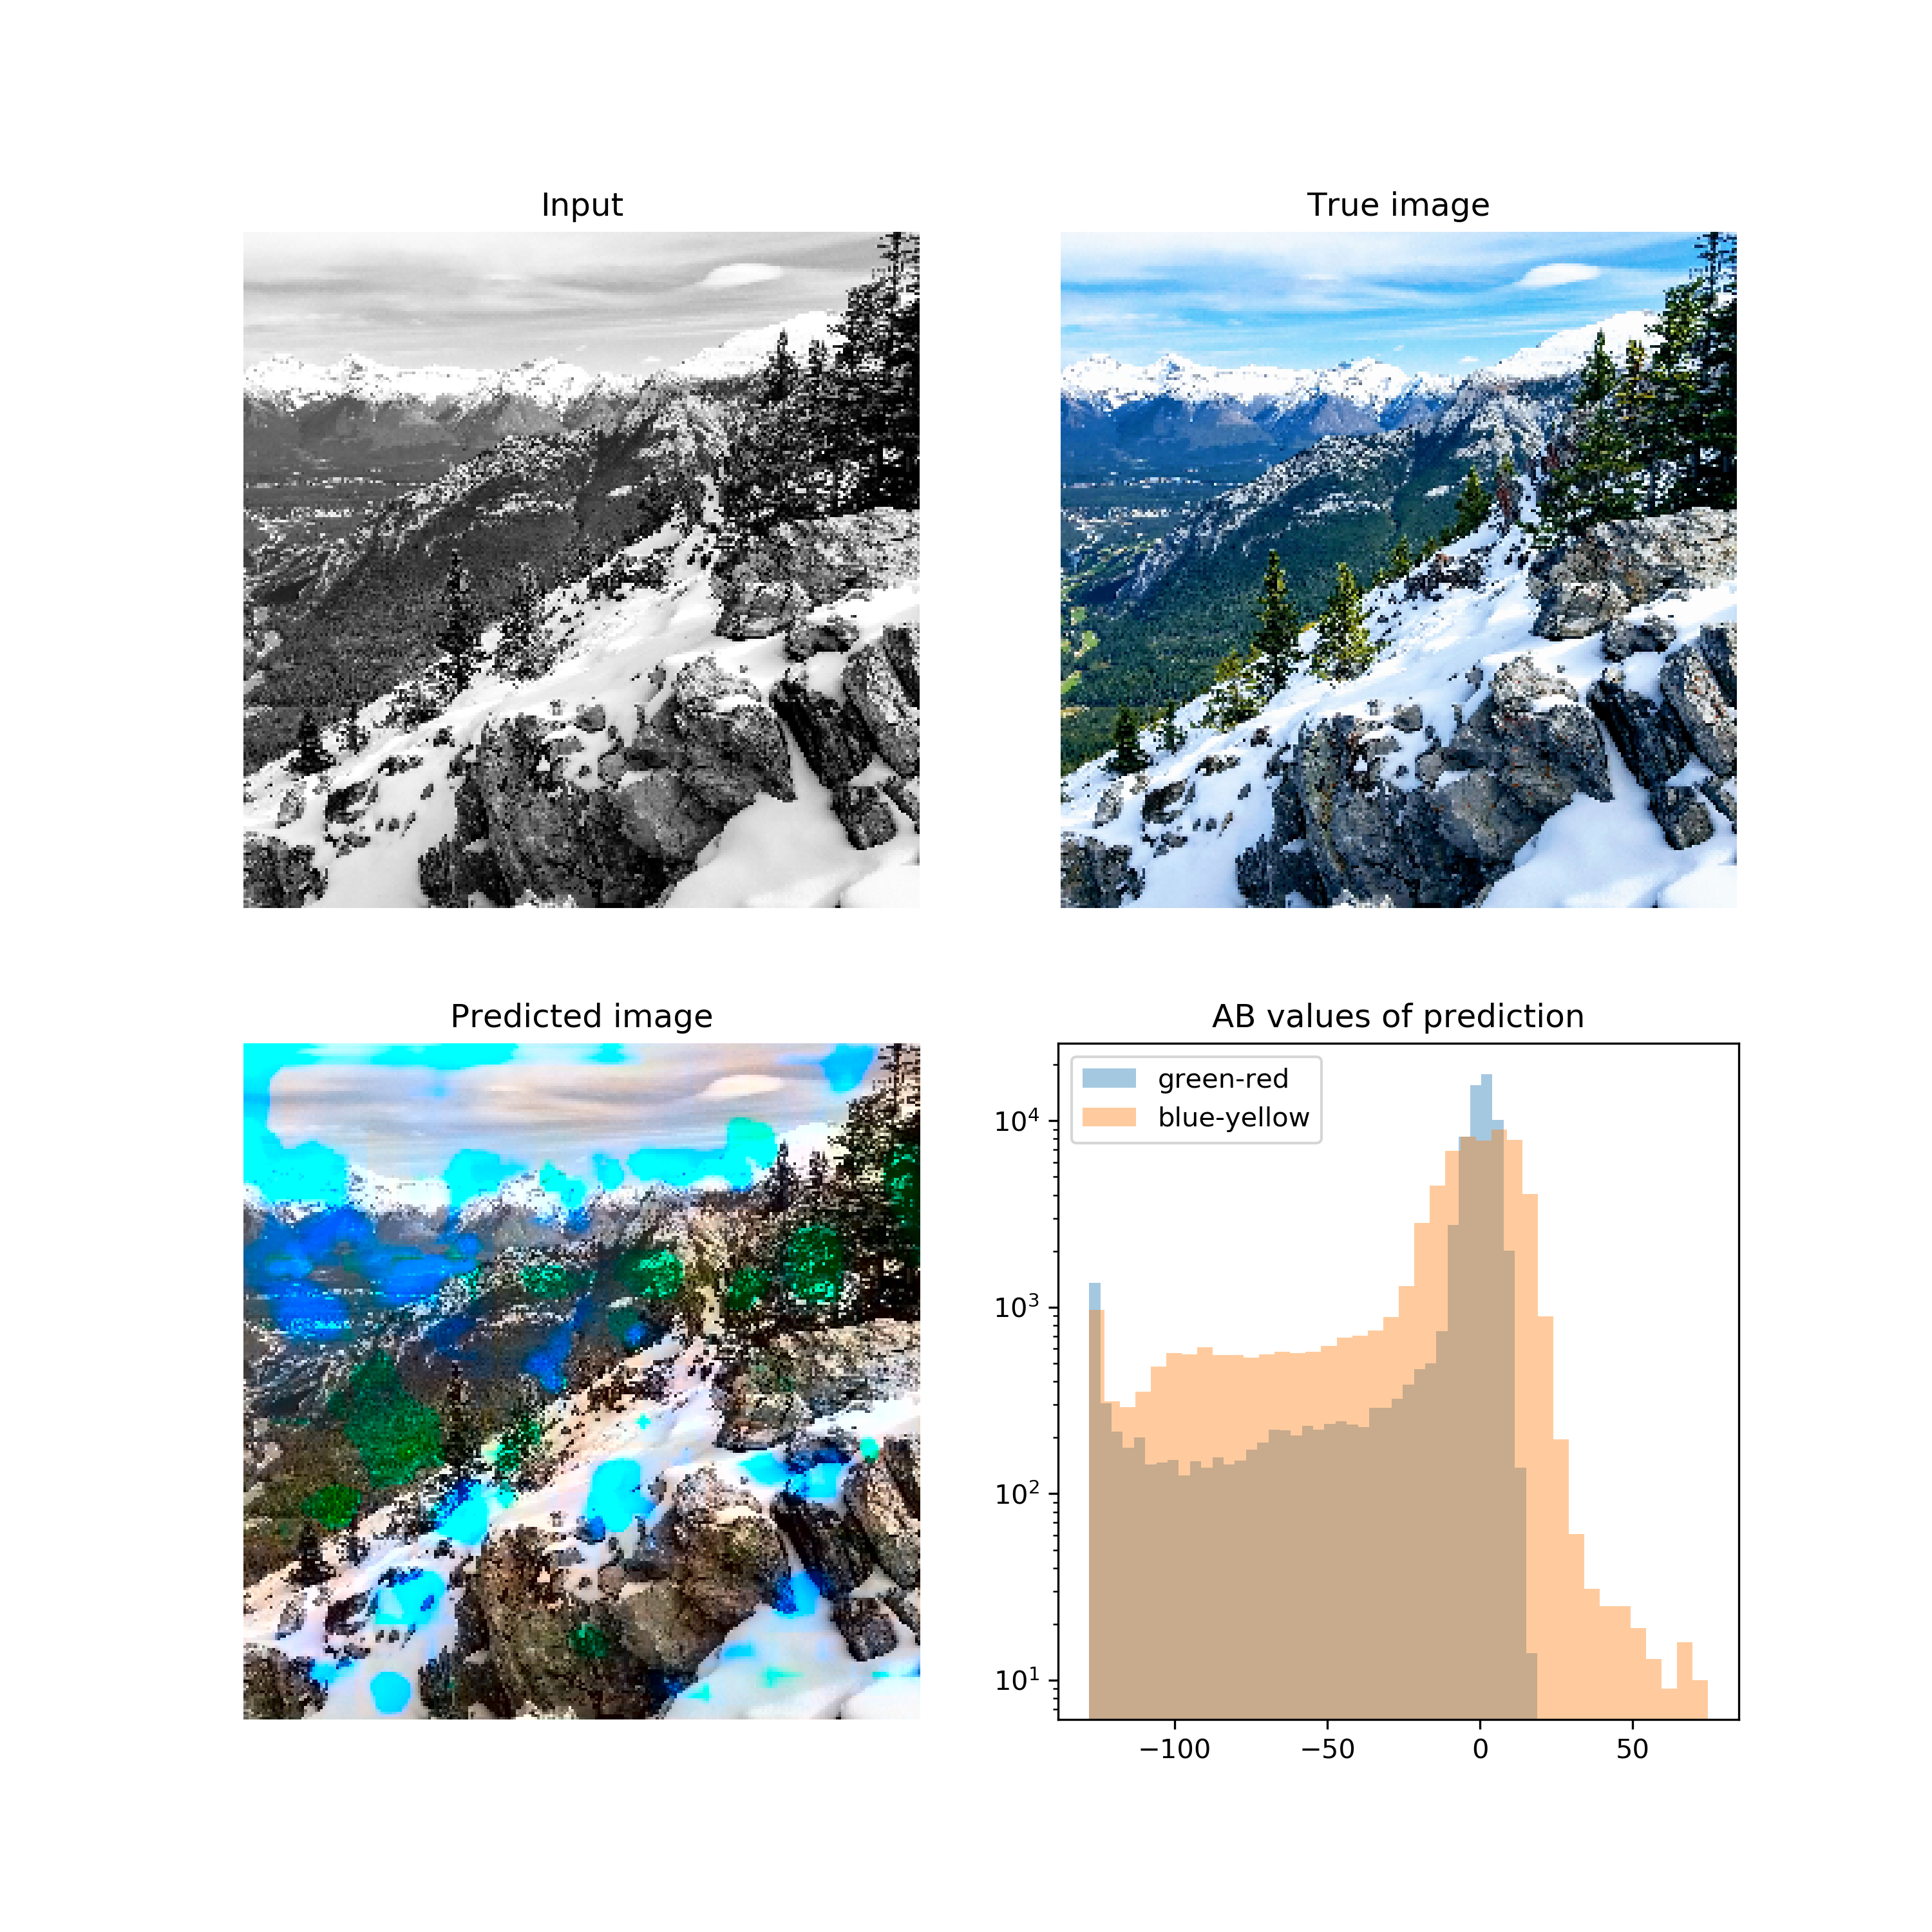 Input
True image
Predicted image
AB values of prediction
green-red
blue-yellow
10⁴
10³
10²
10¹
−100
−50
0
50